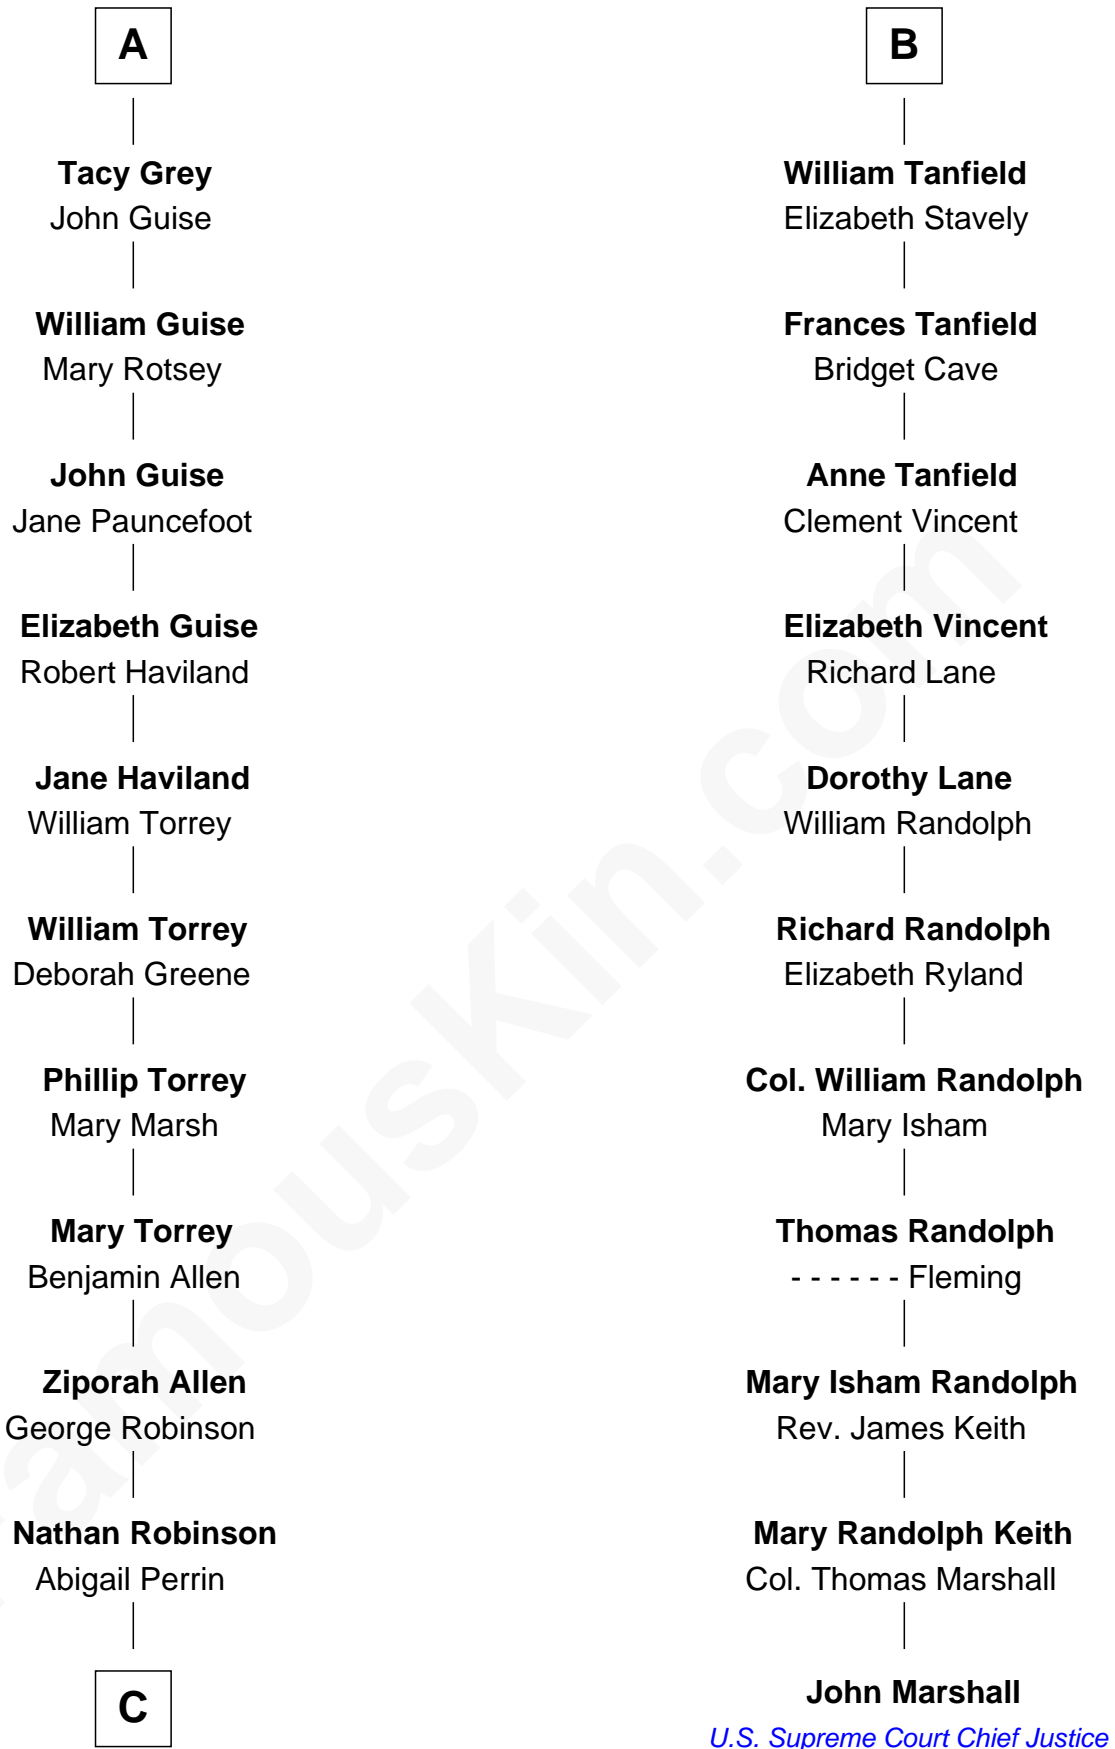 A
Tacy Grey
John Guise
William Guise
Mary Rotsey
John Guise
Jane Pauncefoot
Elizabeth Guise
Robert Haviland
Jane Haviland
William Torrey
William Torrey
Deborah Greene
Phillip Torrey
Mary Marsh
Mary Torrey
Benjamin Allen
Ziporah Allen
George Robinson
Nathan Robinson
Abigail Perrin
C
B
William Tanfield
Elizabeth Stavely
Frances Tanfield
Bridget Cave
Anne Tanfield
Clement Vincent
Elizabeth Vincent
Richard Lane
Dorothy Lane
William Randolph
Richard Randolph
Elizabeth Ryland
Col. William Randolph
Mary Isham
Thomas Randolph
- - - - - - Fleming
Mary Isham Randolph
Rev. James Keith
Mary Randolph Keith
Col. Thomas Marshall
John Marshall
U.S. Supreme Court Chief Justice
FamousKin.com